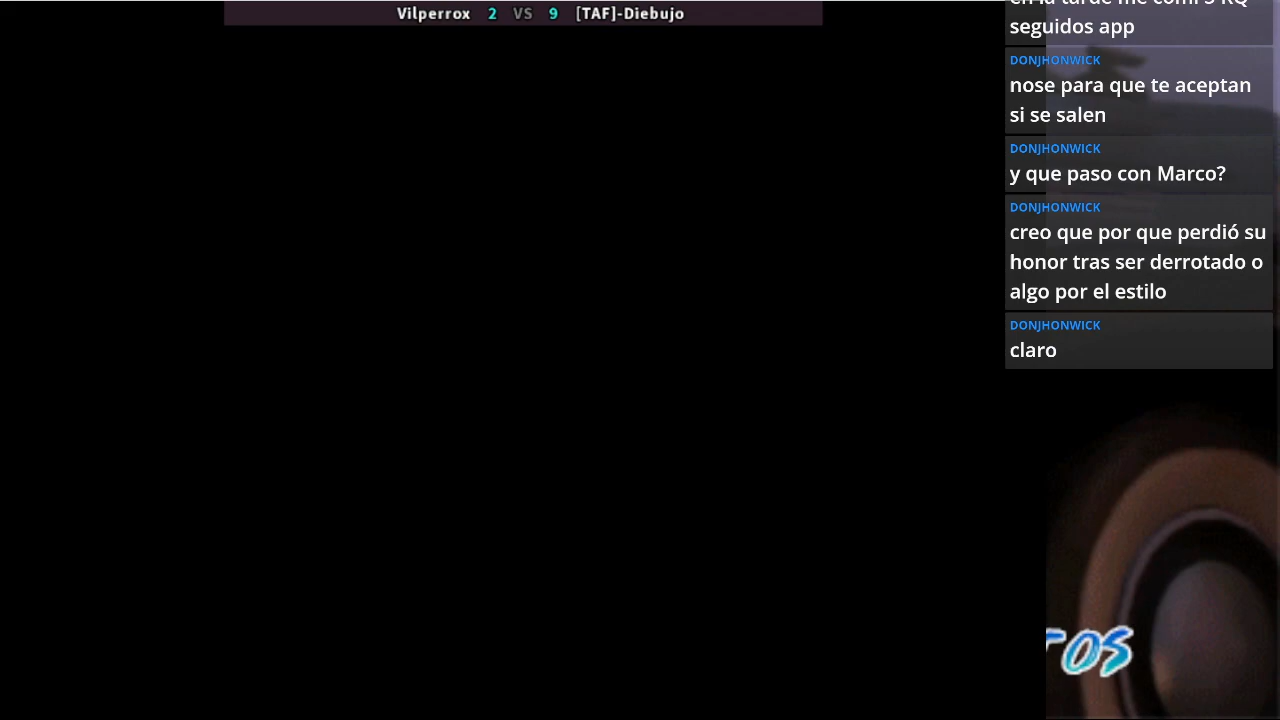 Vilperrox 2 VS 9 [TAF]-Diebujo
seguidos app
DONJHONWICK
nose para que te aceptan
si se salen
DONJHONWICK
y que paso con Marco?
DONJHONWICK
creo que por que perdió su
honor tras ser derrotado o
algo por el estilo
DONJHONWICK
claro
TOS